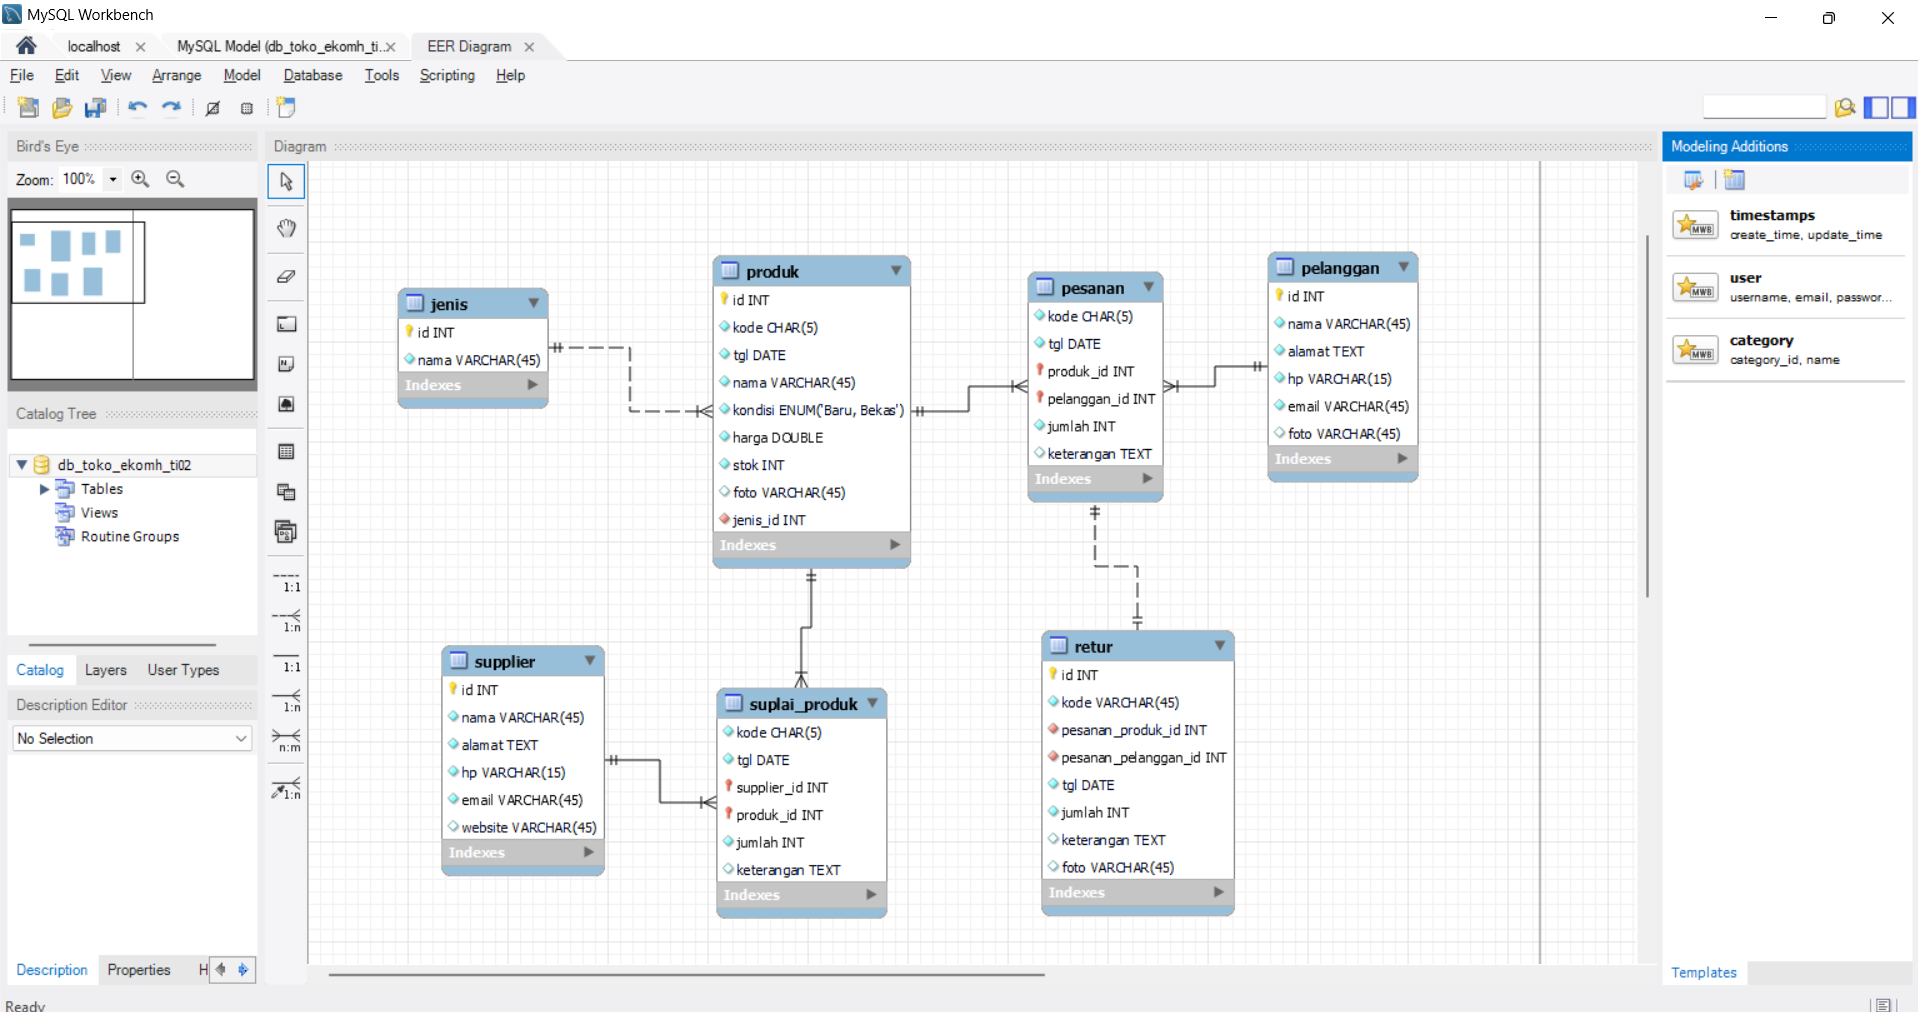 MySQL Workbench
localhost
MySQL Model (db_toko_ekomh_ti..
EER Diagram
File Edit View Arrange Model Database Tools Scripting Help
Bird's Eye
Zoom: 100%
Diagram
Modeling Additions
timestamps
create_time, update_time
user
username, email, passwor...
category
category_id, name
Templates
Catalog Tree
db_toko_ekomh_ti02
Tables
Views
Routine Groups
Catalog Layers User Types
Description Editor
No Selection
Description Properties H
Ready
1:1
1:n
1:1
1:n
n:m
1:n
jenis
id INT
nama VARCHAR(45)
Indexes
produk
id INT
kode CHAR(5)
tgl DATE
nama VARCHAR(45)
kondisi ENUM('Baru, Bekas')
harga DOUBLE
stok INT
foto VARCHAR(45)
jenis_id INT
Indexes
pesanan
kode CHAR(5)
tgl DATE
produk_id INT
pelanggan_id INT
jumlah INT
keterangan TEXT
Indexes
pelanggan
id INT
nama VARCHAR(45)
alamat TEXT
hp VARCHAR(15)
email VARCHAR(45)
foto VARCHAR(45)
Indexes
supplier
id INT
nama VARCHAR(45)
alamat TEXT
hp VARCHAR(15)
email VARCHAR(45)
website VARCHAR(45)
Indexes
suplai_produk
kode CHAR(5)
tgl DATE
supplier_id INT
produk_id INT
jumlah INT
keterangan TEXT
Indexes
retur
id INT
kode VARCHAR(45)
pesanan_produk_id INT
pesanan_pelanggan_id INT
tgl DATE
jumlah INT
keterangan TEXT
foto VARCHAR(45)
Indexes